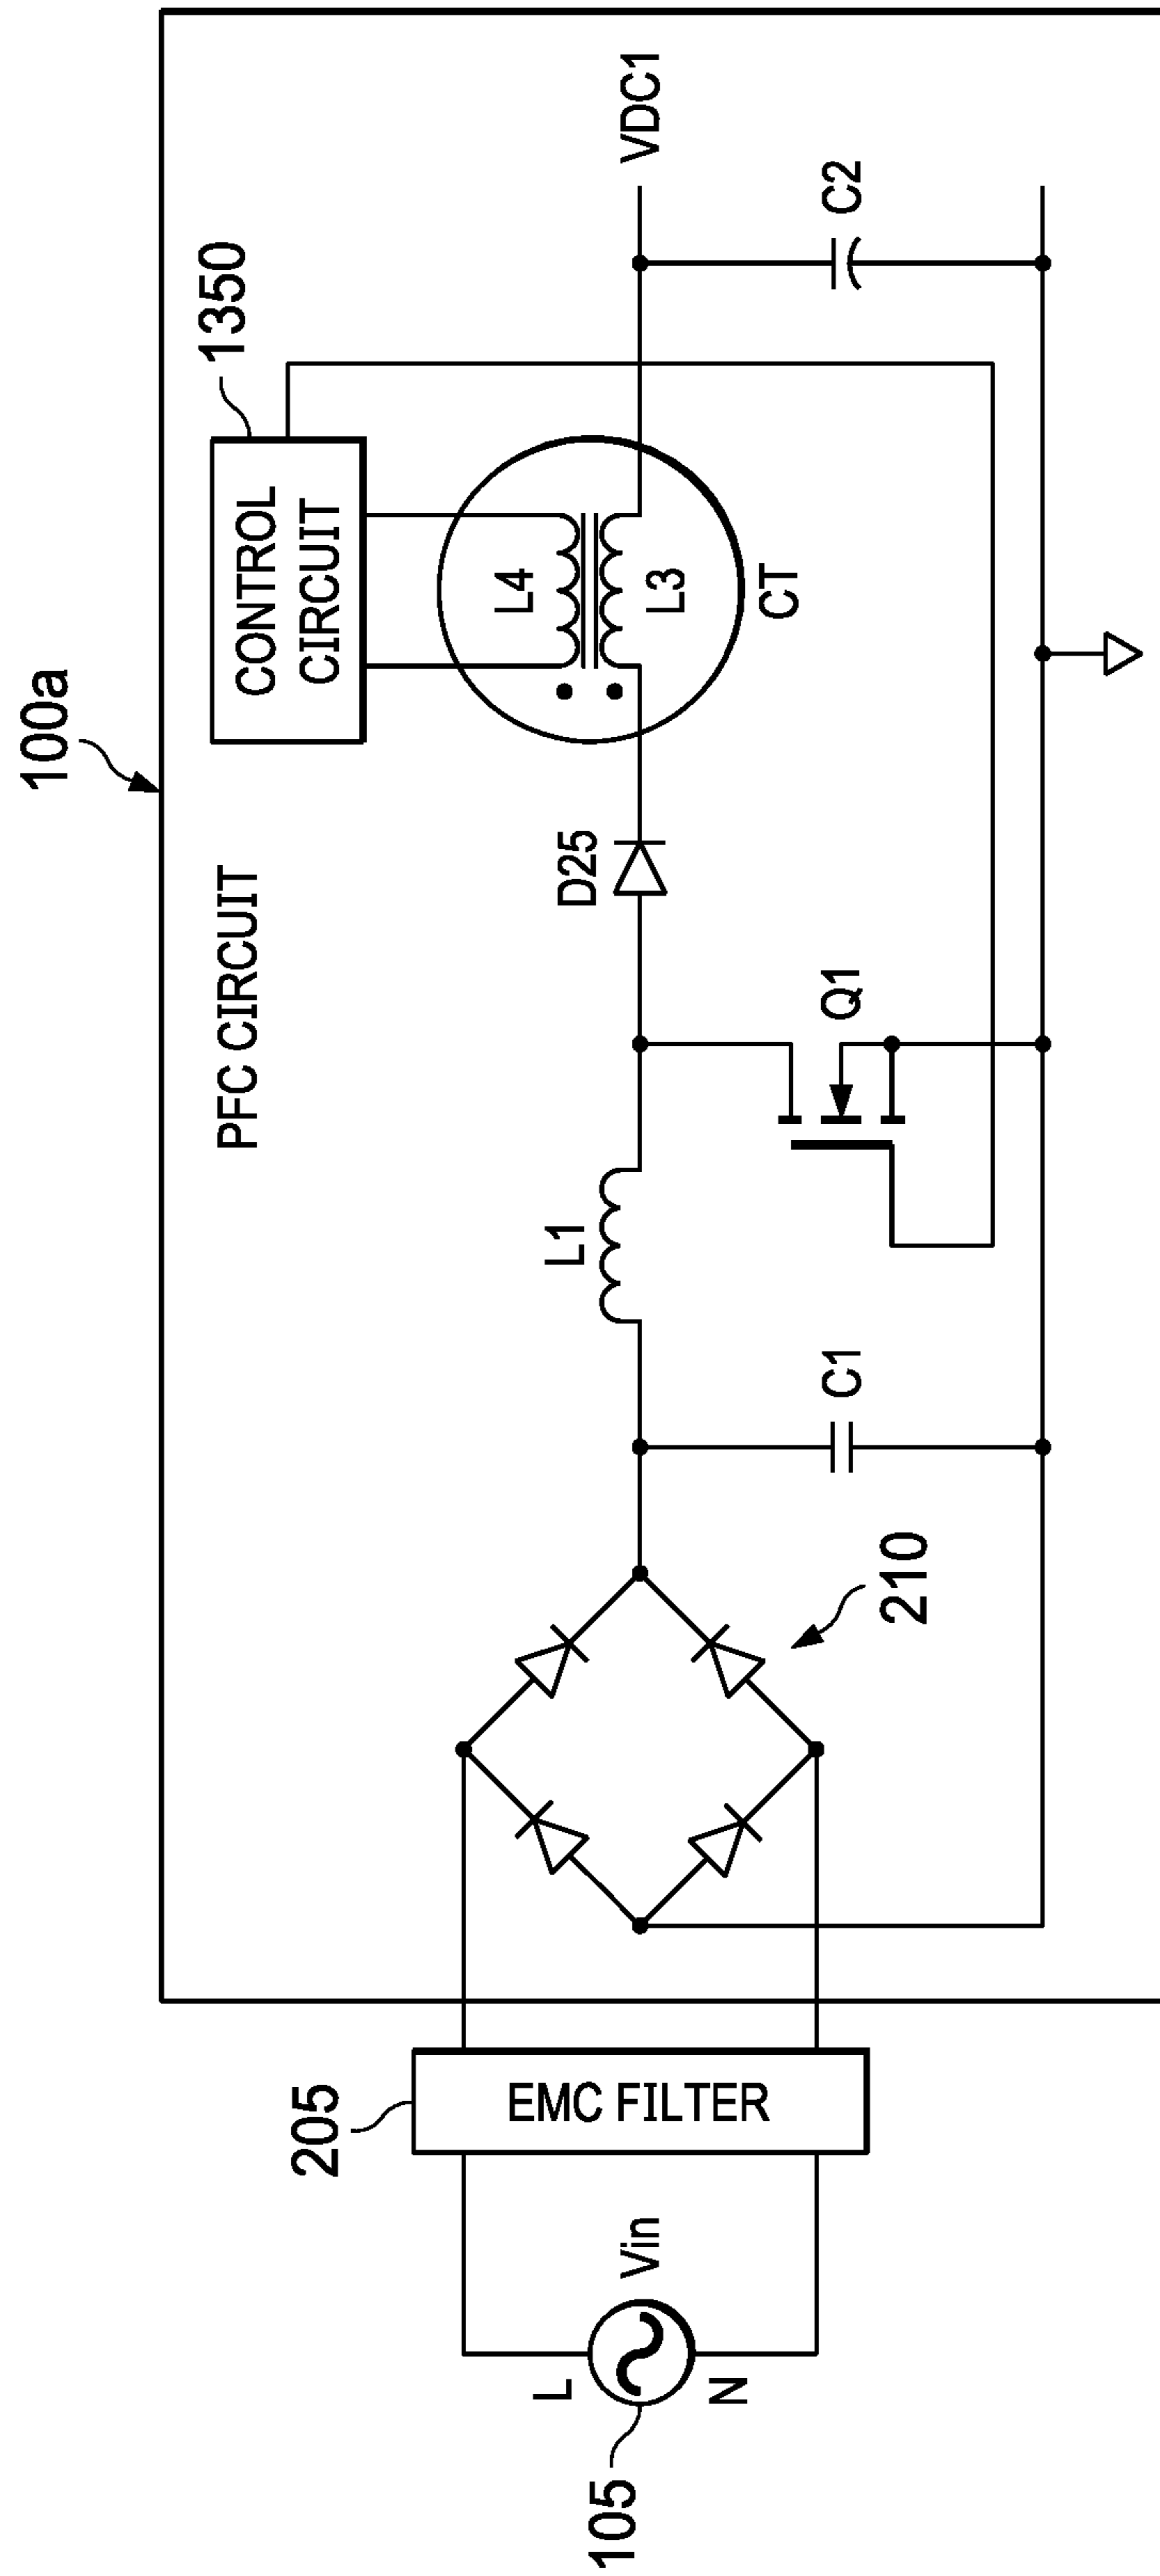 100a
PFC CIRCUIT
1350
CONTROL
CIRCUIT
L4
L3
CT
VDC1
D25
L1
Q1
C1
C2
210
205
EMC FILTER
L
Vin
N
105